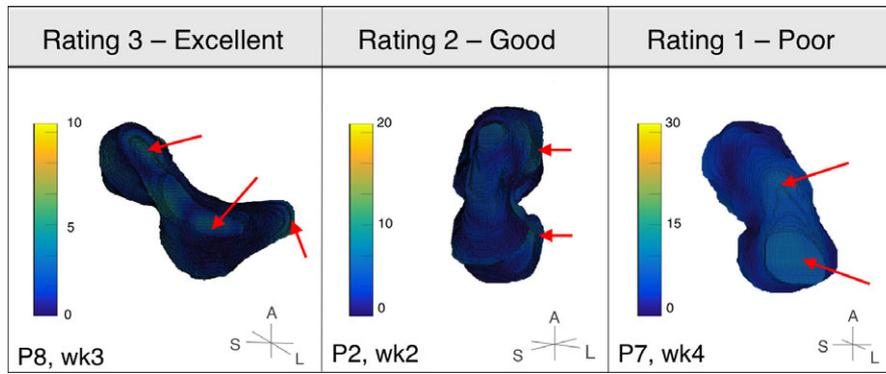 Rating 3 – Excellent
Rating 2 – Good
Rating 1 – Poor
10
5
0
A
S
L
P8, wk3
20
10
0
A
S
L
P2, wk2
30
15
0
A
S
L
P7, wk4